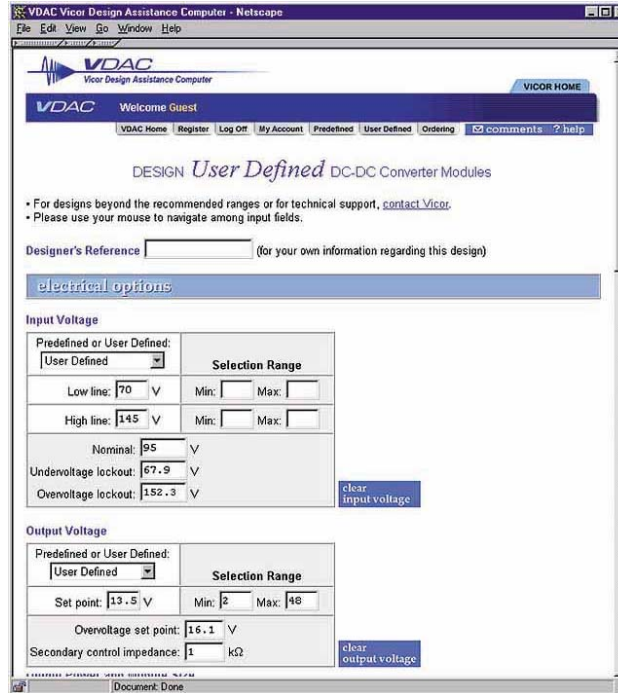 VDAC Vicor Design Assistance Computer - Netscape
File Edit View Go Window Help
VDAC
Vicor Design Assistance Computer
VICOR HOME
VDAC Welcome Guest
VDAC Home Register Log Off My Account Predefined User Defined Ordering comments ? help
DESIGN User Defined DC-DC Converter Modules
• For designs beyond the recommended ranges or for technical support, contact Vicor.
• Please use your mouse to navigate among input fields.
Designer's Reference (for your own information regarding this design)
electrical options
Input Voltage
Predefined or User Defined:
User Defined
Selection Range
Low line: 70 V Min: Max:
High line: 145 V Min: Max:
Nominal: 95 V
Undervoltage lockout: 67.9 V
Overvoltage lockout: 152.3 V
clear
input voltage
Output Voltage
Predefined or User Defined:
User Defined
Selection Range
Set point: 13.5 V Min: 2 Max: 48
Overvoltage set point: 16.1 V
Secondary control impedance: 1 kΩ
clear
output voltage
Output Power and Module Size
Document: Done